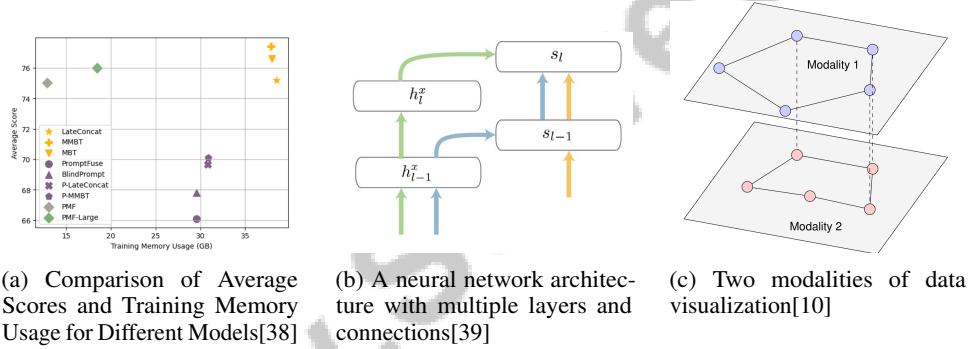 76
74
72
70
68
66
Average Score
LateConcat
MMBT
MBT
PromptFuse
BlindPrompt
P-LateConcat
P-MMBT
PMF
PMF-Large
15 20 25 30 35
Training Memory Usage (GB)
s_l
h_l^x
s_{l-1}
h_{l-1}^x
Modality 1
Modality 2
(a) Comparison of Average
Scores and Training Memory
Usage for Different Models[38]
(b) A neural network architec-
ture with multiple layers and
connections[39]
(c) Two modalities of data
visualization[10]